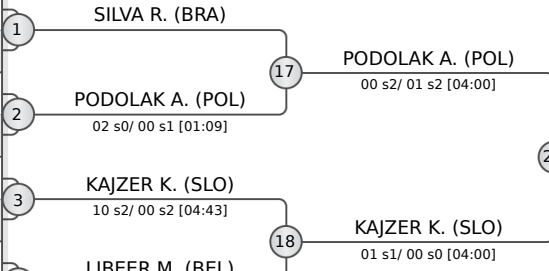 SILVA R. (BRA)
1
17
PODOLAK A. (POL)
00 s2/ 01 s2 [04:00]
PODOLAK A. (POL)
2
02 s0/ 00 s1 [01:09]
KAJZER K. (SLO)
3
10 s2/ 00 s2 [04:43]
18
KAJZER K. (SLO)
01 s1/ 00 s0 [04:00]
LIBEER M. (BEL)